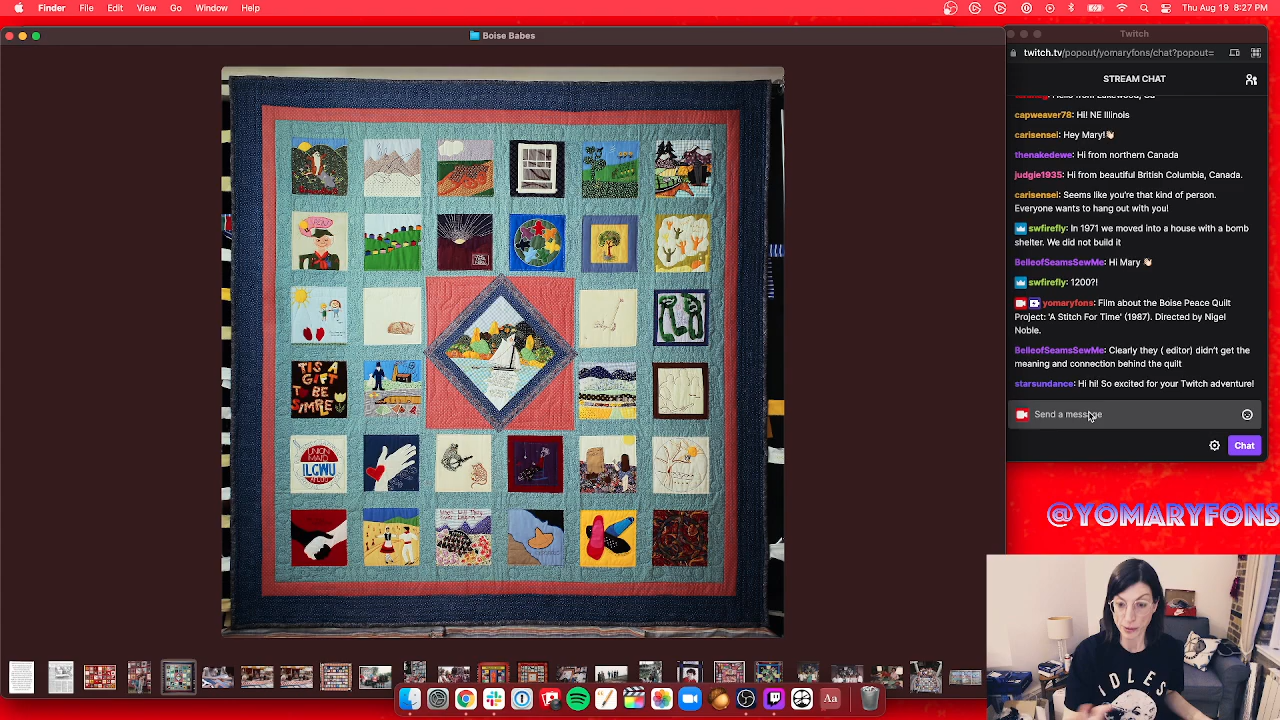 Finder File Edit View Go Window Help
Thu Aug 19 8:27 PM
Boise Babes
Twitch
twitch.tv/popout/yomaryfons/chat?popout=
STREAM CHAT
capweaver78: Hi! NE Illinois
carisensel: Hey Mary!👋🏻
thenakedewe: Hi from northern Canada
judgie1935: Hi from beautiful British Columbia, Canada.
carisensel: Seems like you're that kind of person.
Everyone wants to hang out with you!
swfirefly: In 1971 we moved into a house with a bomb
shelter. We did not build it
BelleofSeamsSewMe: Hi Mary 👋🏻
swfirefly: 1200?!
yomaryfons: Film about the Boise Peace Quilt
Project: 'A Stitch For Time' (1987). Directed by Nigel
Noble.
BelleofSeamsSewMe: Clearly they ( editor) didn't get the
meaning and connection behind the quilt
starsundance: Hi hi! So excited for your Twitch adventure!
Send a message
Chat
@YOMARYFONS
'TIS A
GIFT
TO BE
SIMPLE
UNION
MADE
ILGWU
DLES
Aa